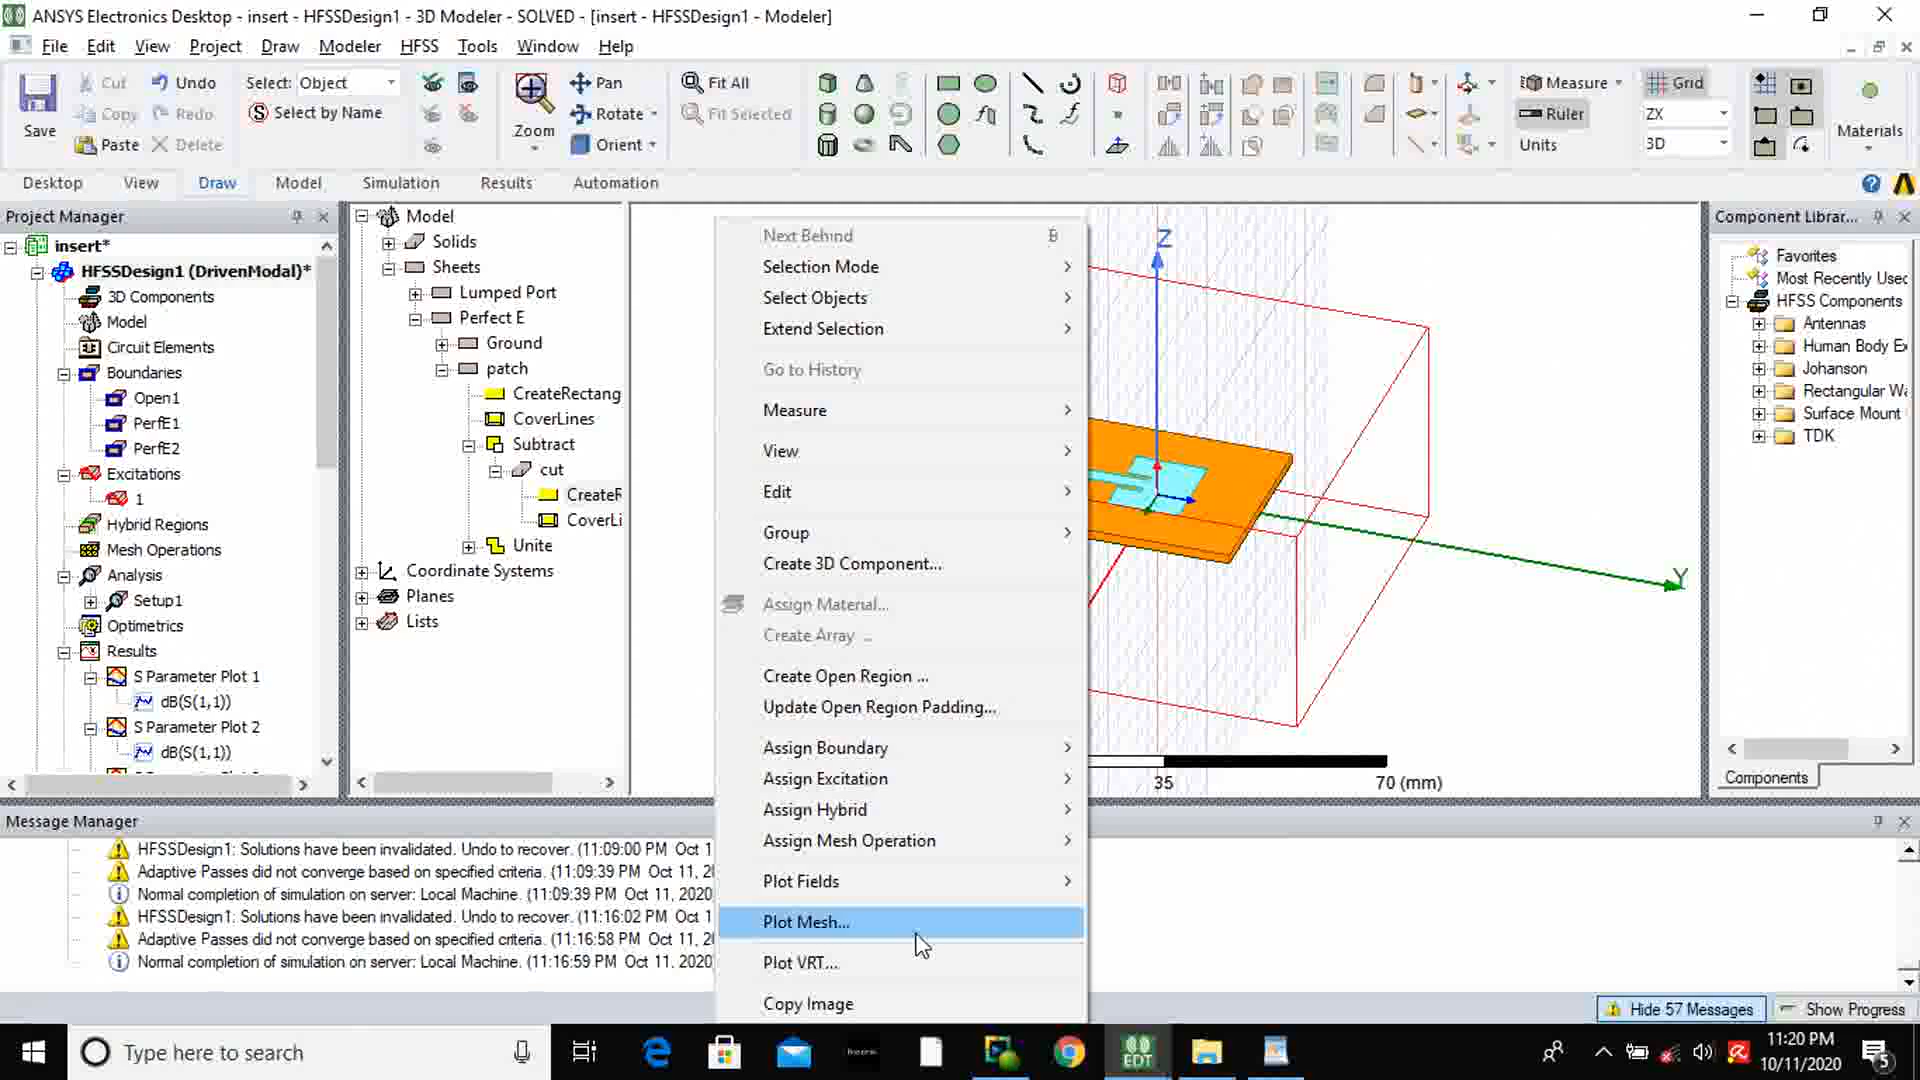 ANSYS Electronics Desktop - insert - HFSSDesign1 - 3D Modeler - SOLVED - [insert - HFSSDesign1 - Modeler]
File Edit View Project Draw Modeler HFSS Tools Window Help
Save
Cut
Copy
Paste
Undo
Redo
Delete
Select: Object
Select by Name
Zoom
Pan
Rotate
Orient
Fit All
Fit Selected
Measure
Ruler
Units
Grid
ZX
3D
Materials
Desktop View Draw Model Simulation Results Automation
Project Manager
insert*
HFSSDesign1 (DrivenModal)*
3D Components
Model
Circuit Elements
Boundaries
Open1
PerfE1
PerfE2
Excitations
1
Hybrid Regions
Mesh Operations
Analysis
Setup1
Optimetrics
Results
S Parameter Plot 1
dB(S(1,1))
S Parameter Plot 2
dB(S(1,1))
Model
Solids
Sheets
Lumped Port
Perfect E
Ground
patch
CreateRectang
CoverLines
Subtract
cut
CreateR
CoverLi
Unite
Coordinate Systems
Planes
Lists
Next Behind B
Selection Mode
Select Objects
Extend Selection
Go to History
Measure
View
Edit
Group
Create 3D Component...
Assign Material...
Create Array ...
Create Open Region ...
Update Open Region Padding...
Assign Boundary
Assign Excitation
Assign Hybrid
Assign Mesh Operation
Plot Fields
Plot Mesh...
Plot VRT...
Copy Image
Z
Y
35 70 (mm)
Component Librar...
Favorites
Most Recently Used
HFSS Components
Antennas
Human Body Ex
Johanson
Rectangular Wa
Surface Mount
TDK
Components
Message Manager
HFSSDesign1: Solutions have been invalidated. Undo to recover. (11:09:00 PM Oct 1
Adaptive Passes did not converge based on specified criteria. (11:09:39 PM Oct 11, 2
Normal completion of simulation on server: Local Machine. (11:09:39 PM Oct 11, 2020
HFSSDesign1: Solutions have been invalidated. Undo to recover. (11:16:02 PM Oct 1
Adaptive Passes did not converge based on specified criteria. (11:16:58 PM Oct 11, 2
Normal completion of simulation on server: Local Machine. (11:16:59 PM Oct 11, 2020
Hide 57 Messages
Show Progress
Type here to search
EDT
11:20 PM
10/11/2020
5